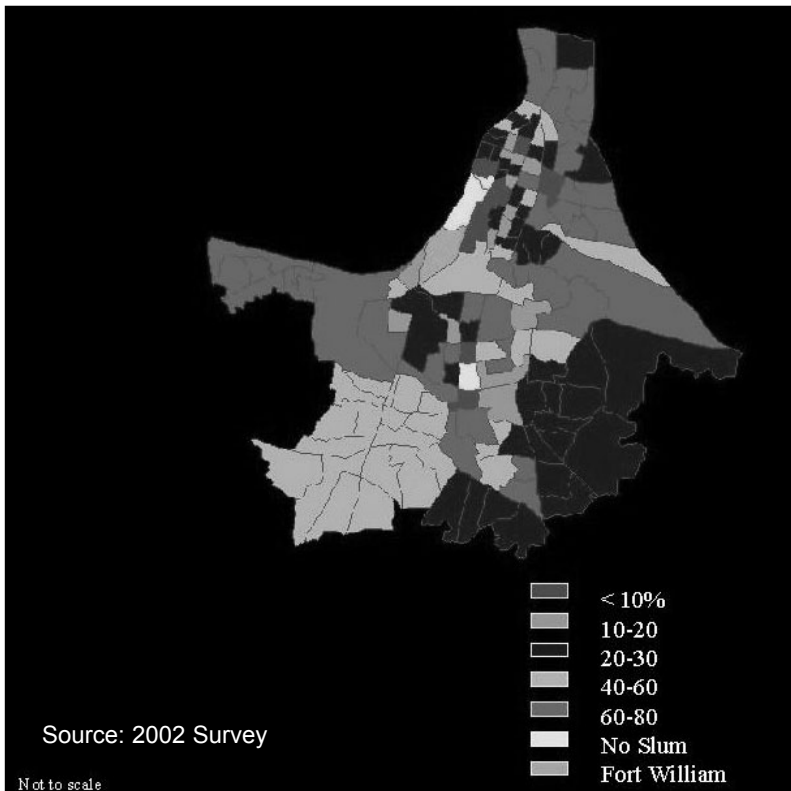 < 10%
10-20
20-30
40-60
60-80
No Slum
Fort William
Source: 2002 Survey
Not to scale